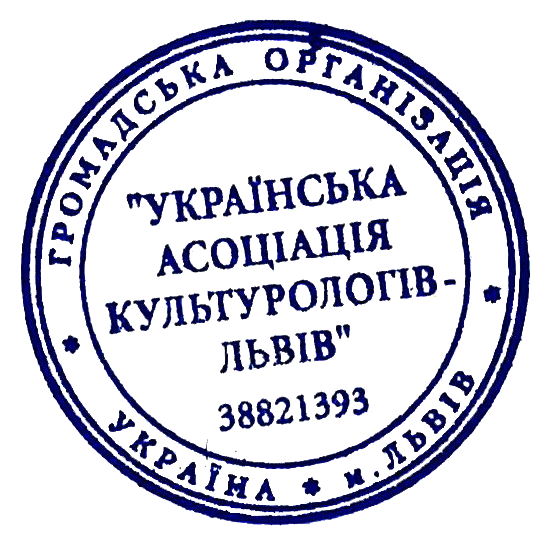 ГРОМАДСЬКА ОРГАНІЗАЦІЯ
"УКРАЇНСЬКА
АСОЦІАЦІЯ
КУЛЬТУРОЛОГІВ-
ЛЬВІВ"
38821393
* УКРАЇНА * м.ЛЬВІВ *